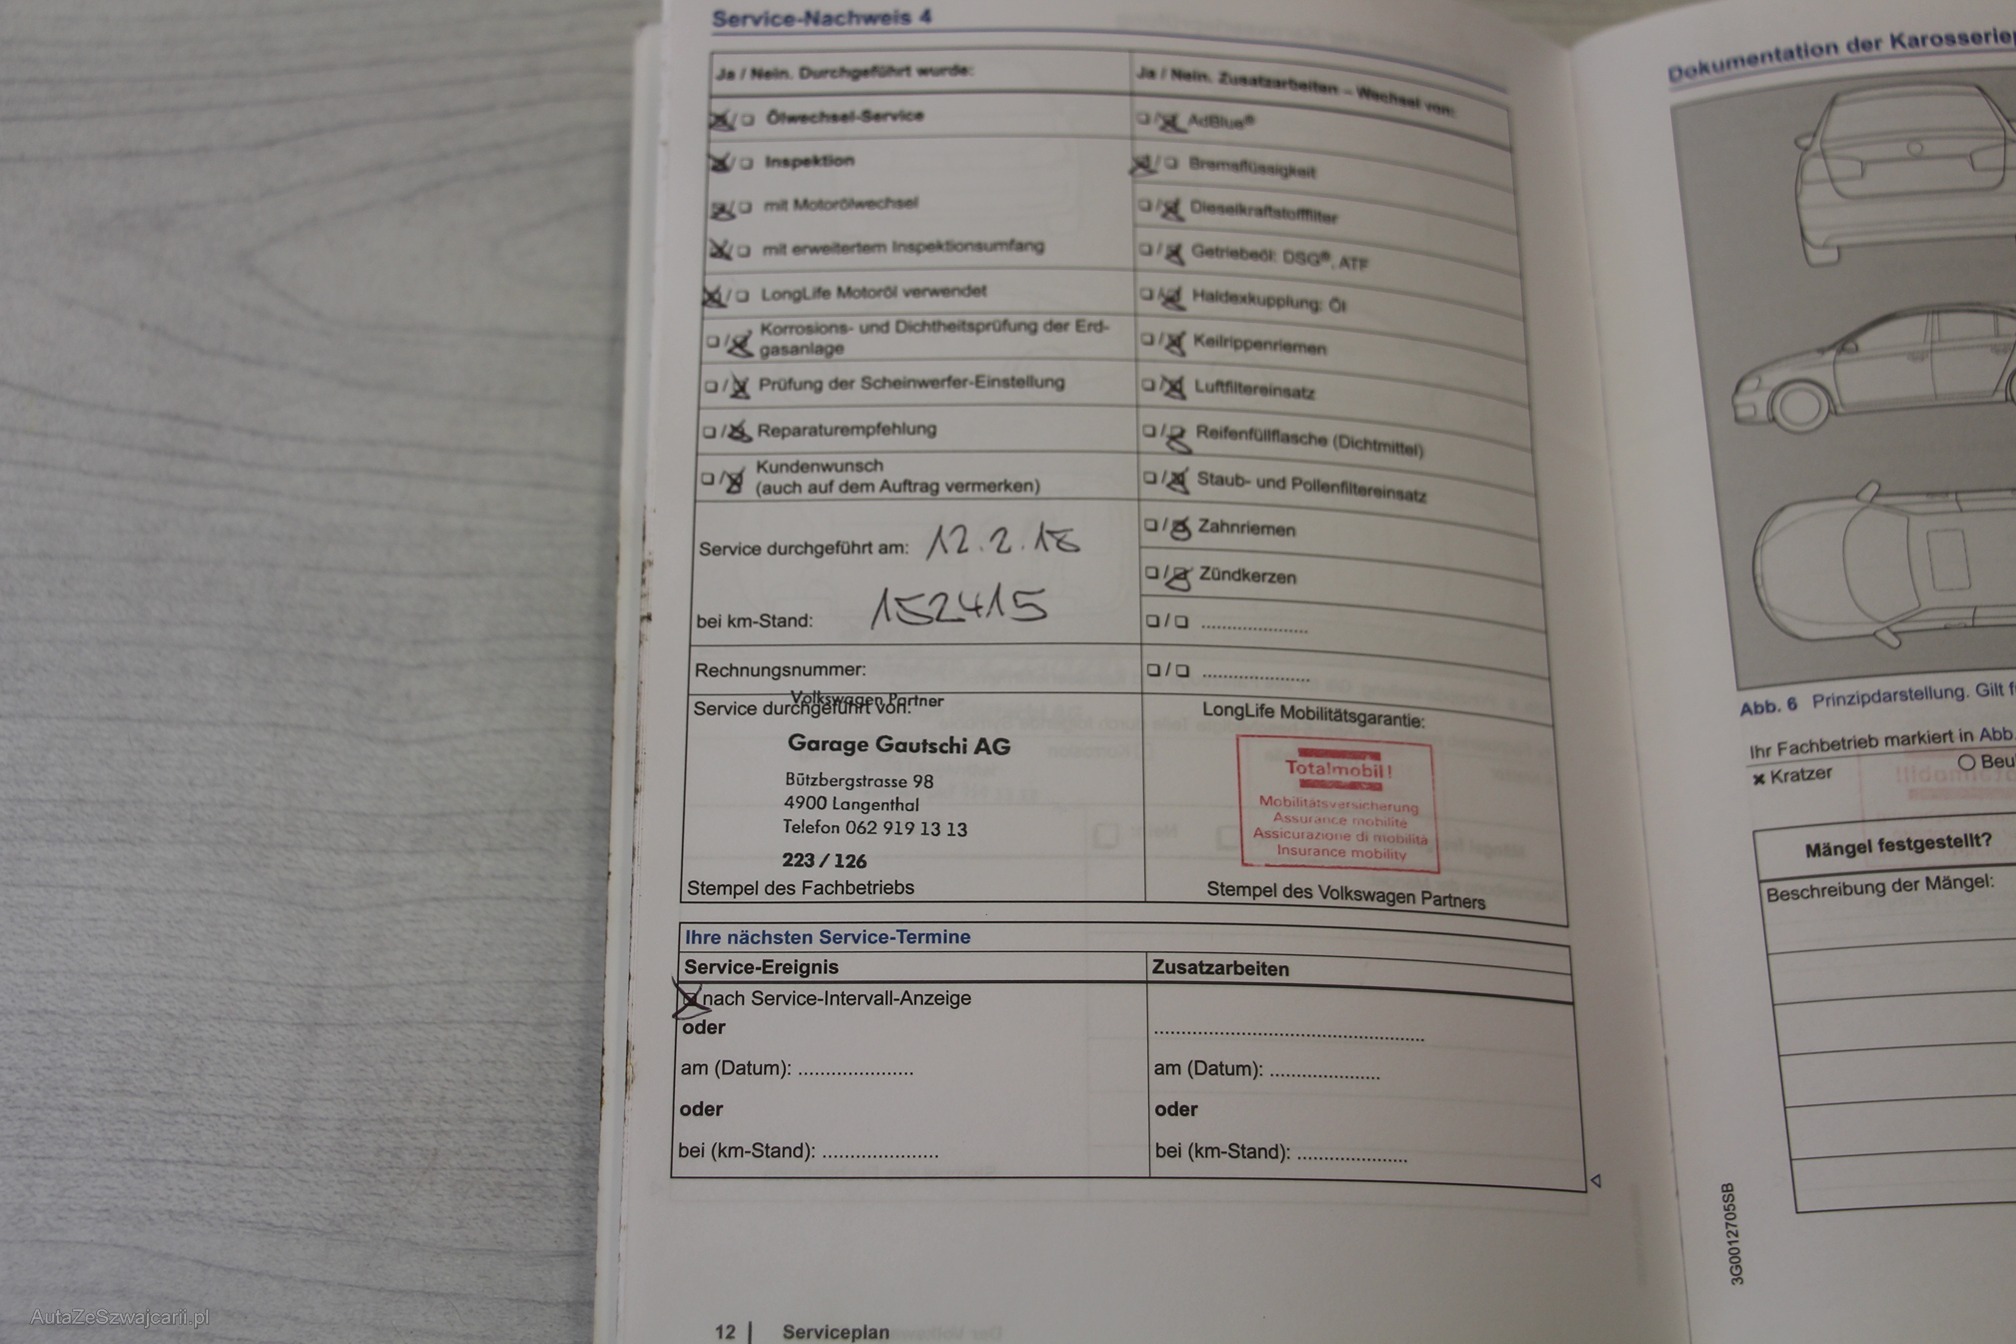 Service-Nachweis 4
Ja / Nein. Durchgeführt wurde:
Ölwechsel-Service
Inspektion
mit Motorölwechsel
mit erweitertem Inspektionsumfang
LongLife Motoröl verwendet
Korrosions- und Dichtheitsprüfung der Erd-
gasanlage
Prüfung der Scheinwerfer-Einstellung
Reparaturempfehlung
Kundenwunsch
(auch auf dem Auftrag vermerken)
Service durchgeführt am: 12.2.18
bei km-Stand: 152415
Rechnungsnummer:
Volkswagen Partner
Service durchgeführt von:
Garage Gautschi AG
Bützbergstrasse 98
4900 Langenthal
Telefon 062 919 13 13
223 / 126
Stempel des Fachbetriebs
Ja / Nein. Zusatzarbeiten – Wechsel von:
AdBlue®
Bremsflüssigkeit
Dieselkraftstofffilter
Getriebeöl: DSG®, ATF
Haldexkupplung: Öl
Keilrippenriemen
Luftfiltereinsatz
Reifenfüllflasche (Dichtmittel)
Staub- und Pollenfiltereinsatz
Zahnriemen
Zündkerzen
LongLife Mobilitätsgarantie:
Totalmobil!
Mobilitätsversicherung
Assurance mobilité
Assicurazione di mobilità
Insurance mobility
Stempel des Volkswagen Partners
Ihre nächsten Service-Termine
Service-Ereignis
nach Service-Intervall-Anzeige
oder
am (Datum): .....................
oder
bei (km-Stand): .....................
Zusatzarbeiten
am (Datum): ....................
oder
bei (km-Stand): ....................
12 | Serviceplan
Dokumentation der
Abb. 6 Prinzipdarstellung. Gilt
Ihr Fachbetrieb markiert in Abb.
× Kratzer
Mängel festgestellt?
Beschreibung der Mängel:
3G0012705SB
AutaZeSzwajcarii.pl